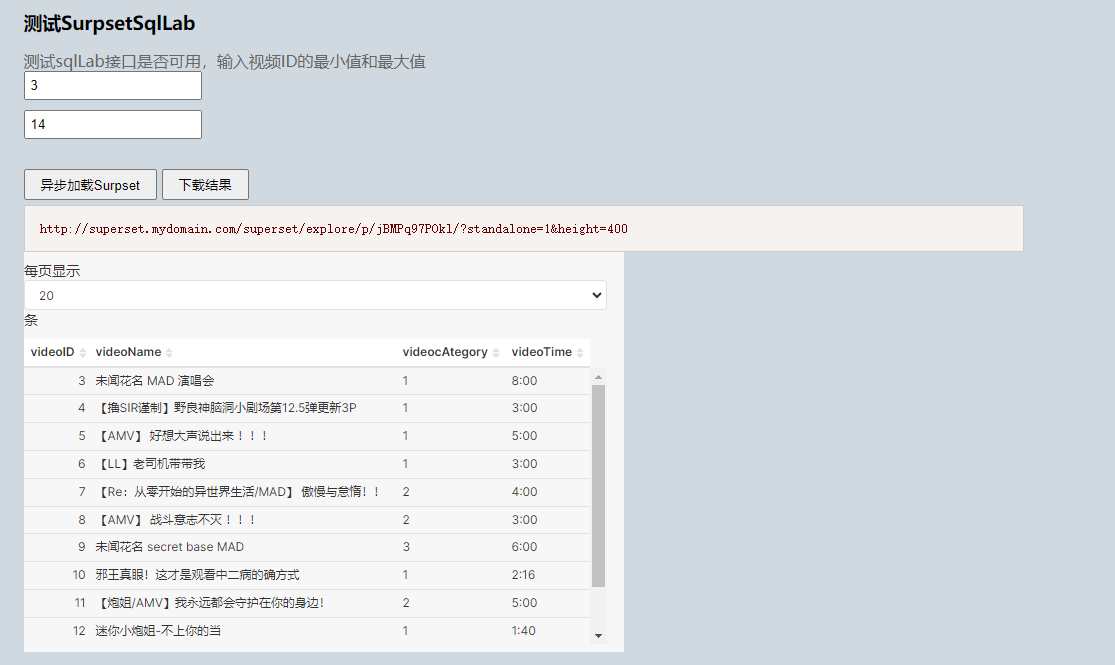 测试SurpsetSqlLab
测试sqlLab接口是否可用，输入视频ID的最小值和最大值
3
14
异步加载Surpset 下载结果
http://superset.mydomain.com/superset/explore/p/jBMPq97POkl/?standalone=1&height=400
每页显示
20
条
videoID videoName videocAtegory videoTime
3 未闻花名 MAD 演唱会 1 8:00
4 【撸SIR谨制】野良神脑洞小剧场第12.5弹更新3P 1 3:00
5 【AMV】 好想大声说出来！！！ 1 5:00
6 【LL】老司机带带我 1 3:00
7 【Re：从零开始的异世界生活/MAD】 傲慢与怠惰！！ 2 4:00
8 【AMV】 战斗意志不灭！！！ 2 3:00
9 未闻花名 secret base MAD 3 6:00
10 邪王真眼！这才是观看中二病的确方式 1 2:16
11 【炮姐/AMV】我永远都会守护在你的身边! 2 5:00
12 迷你小炮姐-不上你的当 1 1:40